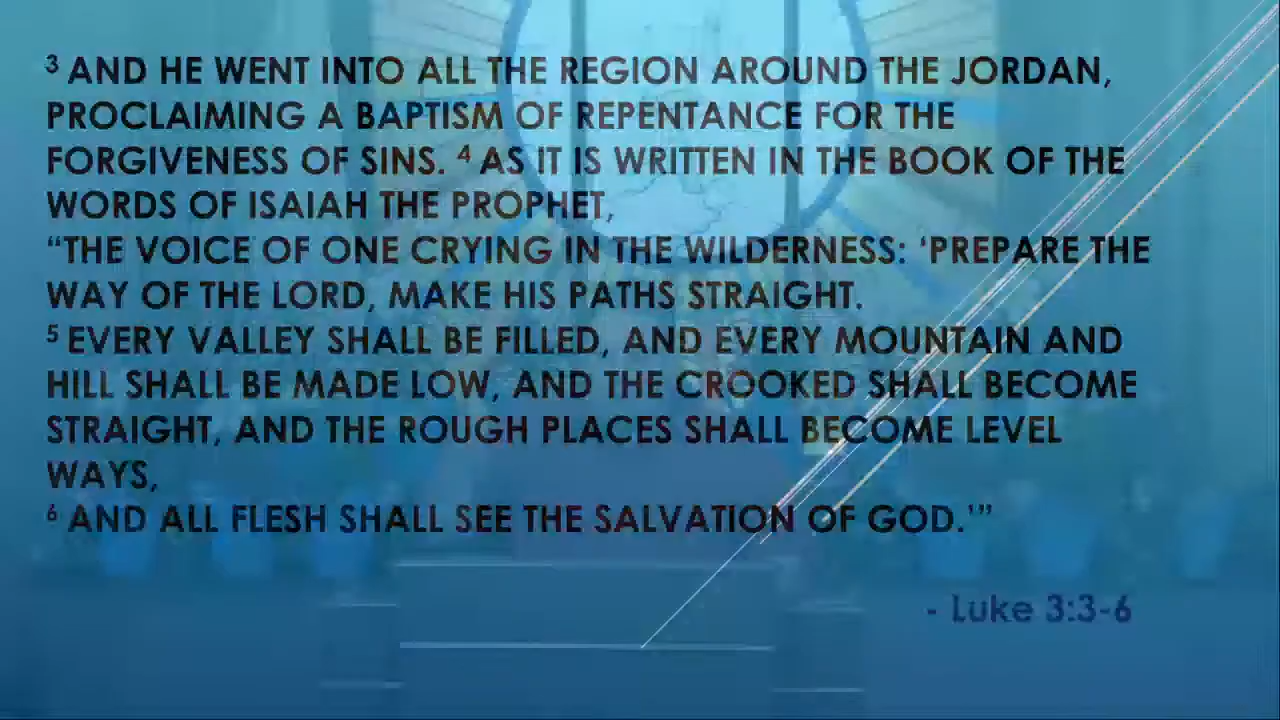 3 AND HE WENT INTO ALL THE REGION AROUND THE JORDAN,
PROCLAIMING A BAPTISM OF REPENTANCE FOR THE
FORGIVENESS OF SINS. 4 AS IT IS WRITTEN IN THE BOOK OF THE
WORDS OF ISAIAH THE PROPHET,
“THE VOICE OF ONE CRYING IN THE WILDERNESS: ‘PREPARE THE
WAY OF THE LORD, MAKE HIS PATHS STRAIGHT.
5 EVERY VALLEY SHALL BE FILLED, AND EVERY MOUNTAIN AND
HILL SHALL BE MADE LOW, AND THE CROOKED SHALL BECOME
STRAIGHT, AND THE ROUGH PLACES SHALL BECOME LEVEL
WAYS,
6 AND ALL FLESH SHALL SEE THE SALVATION OF GOD.’”
- Luke 3:3-6